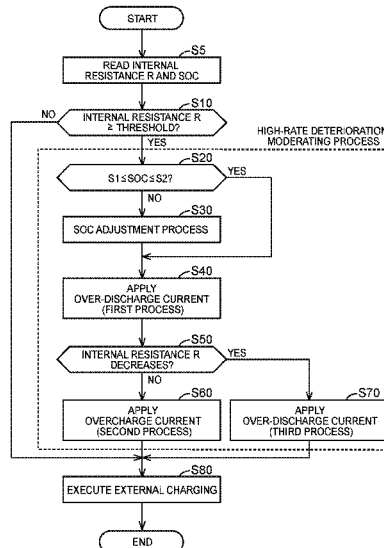 START
S5
READ INTERNAL
RESISTANCE R AND SOC
S10
NO
INTERNAL RESISTANCE R
≥ THRESHOLD?
YES
HIGH-RATE DETERIORATION
MODERATING PROCESS
S20
S1≤SOC≤S2?
YES
NO
S30
SOC ADJUSTMENT PROCESS
S40
APPLY
OVER-DISCHARGE CURRENT
(FIRST PROCESS)
S50
INTERNAL RESISTANCE R
DECREASES?
YES
NO
S60
APPLY
OVERCHARGE CURRENT
(SECOND PROCESS)
S70
APPLY
OVER-DISCHARGE CURRENT
(THIRD PROCESS)
S80
EXECUTE EXTERNAL CHARGING
END